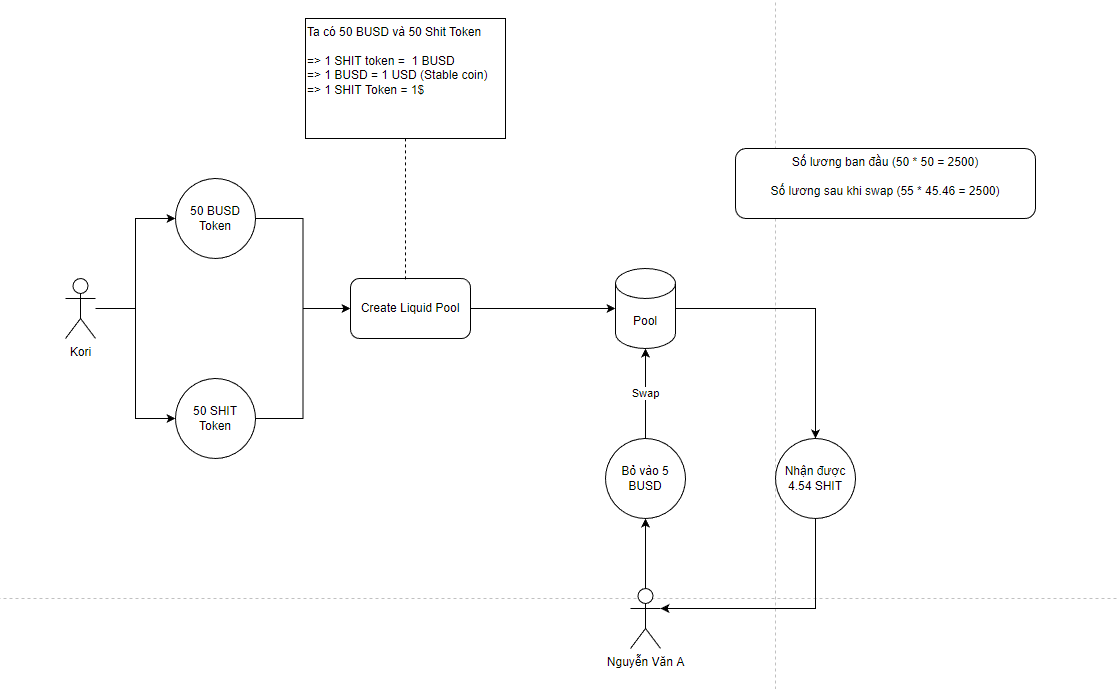 Ta có 50 BUSD và 50 Shit Token
=> 1 SHIT token = 1 BUSD
=> 1 BUSD = 1 USD (Stable coin)
=> 1 SHIT Token = 1$
Số lượng ban đầu (50 * 50 = 2500)
Số lượng sau khi swap (55 * 45.46 = 2500)
50 BUSD
Token
Kori
50 SHIT
Token
Create Liquid Pool
Pool
Swap
Bỏ vào 5
BUSD
Nhận được
4.54 SHIT
Nguyễn Văn A